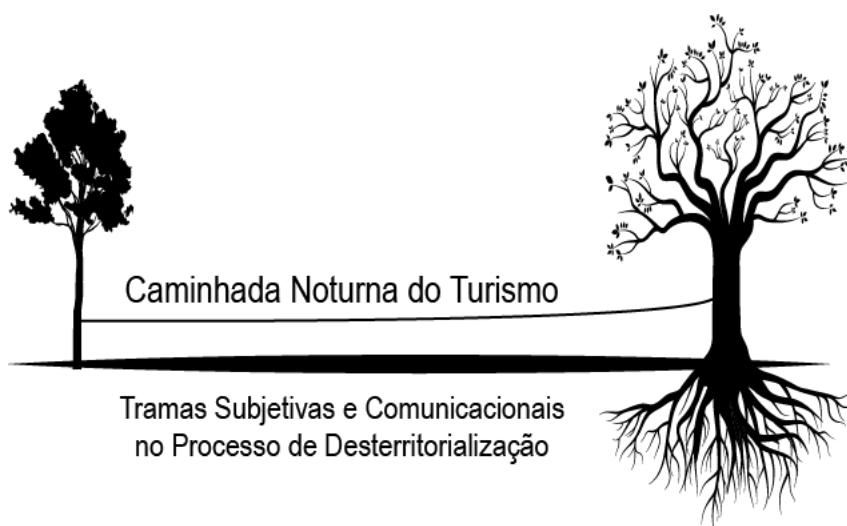 Caminhada Noturna do Turismo
Tramas Subjetivas e Comunicacionais
no Processo de Desterritorialização